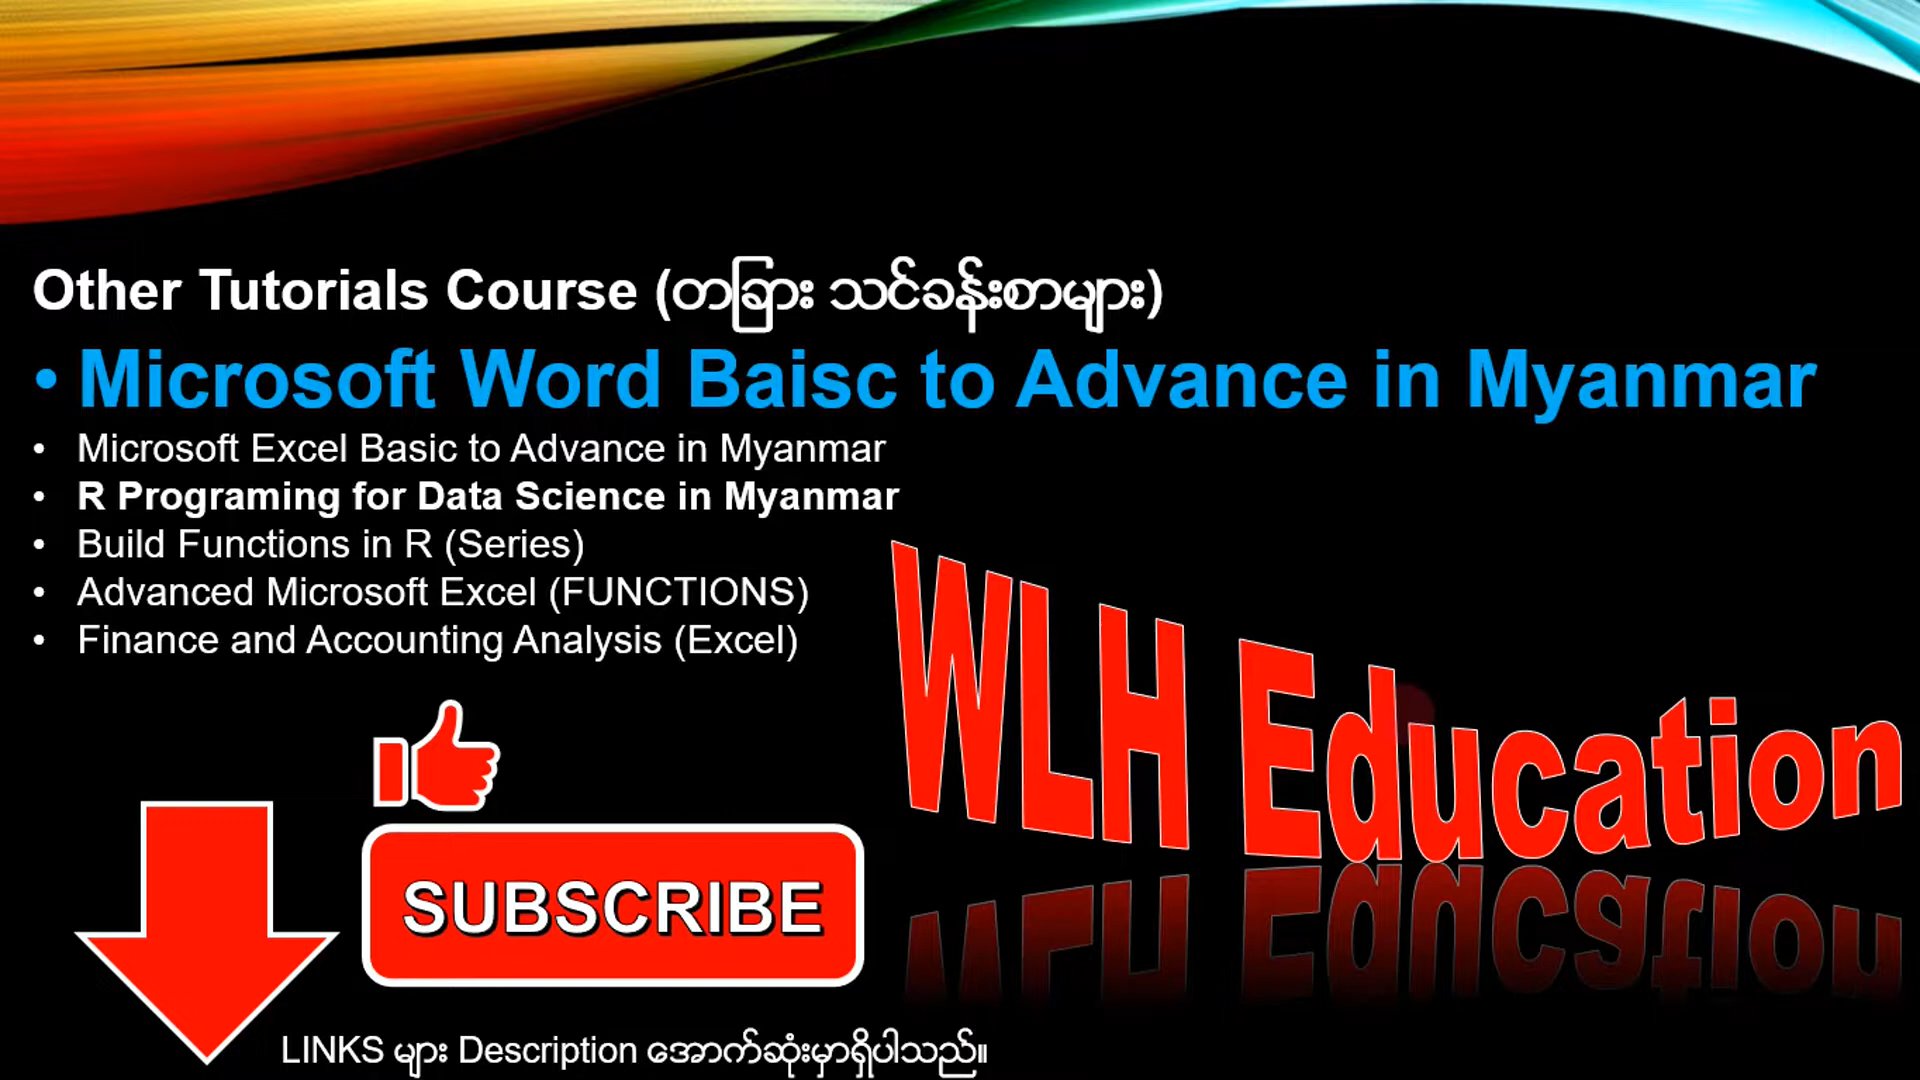 Other Tutorials Course (တခြား သင်ခန်းစာများ)
• Microsoft Word Baisc to Advance in Myanmar
• Microsoft Excel Basic to Advance in Myanmar
• R Programing for Data Science in Myanmar
• Build Functions in R (Series)
• Advanced Microsoft Excel (FUNCTIONS)
• Finance and Accounting Analysis (Excel)
WLH Education
SUBSCRIBE
LINKS များ Description အောက်ဆုံးမှာရှိပါသည်။